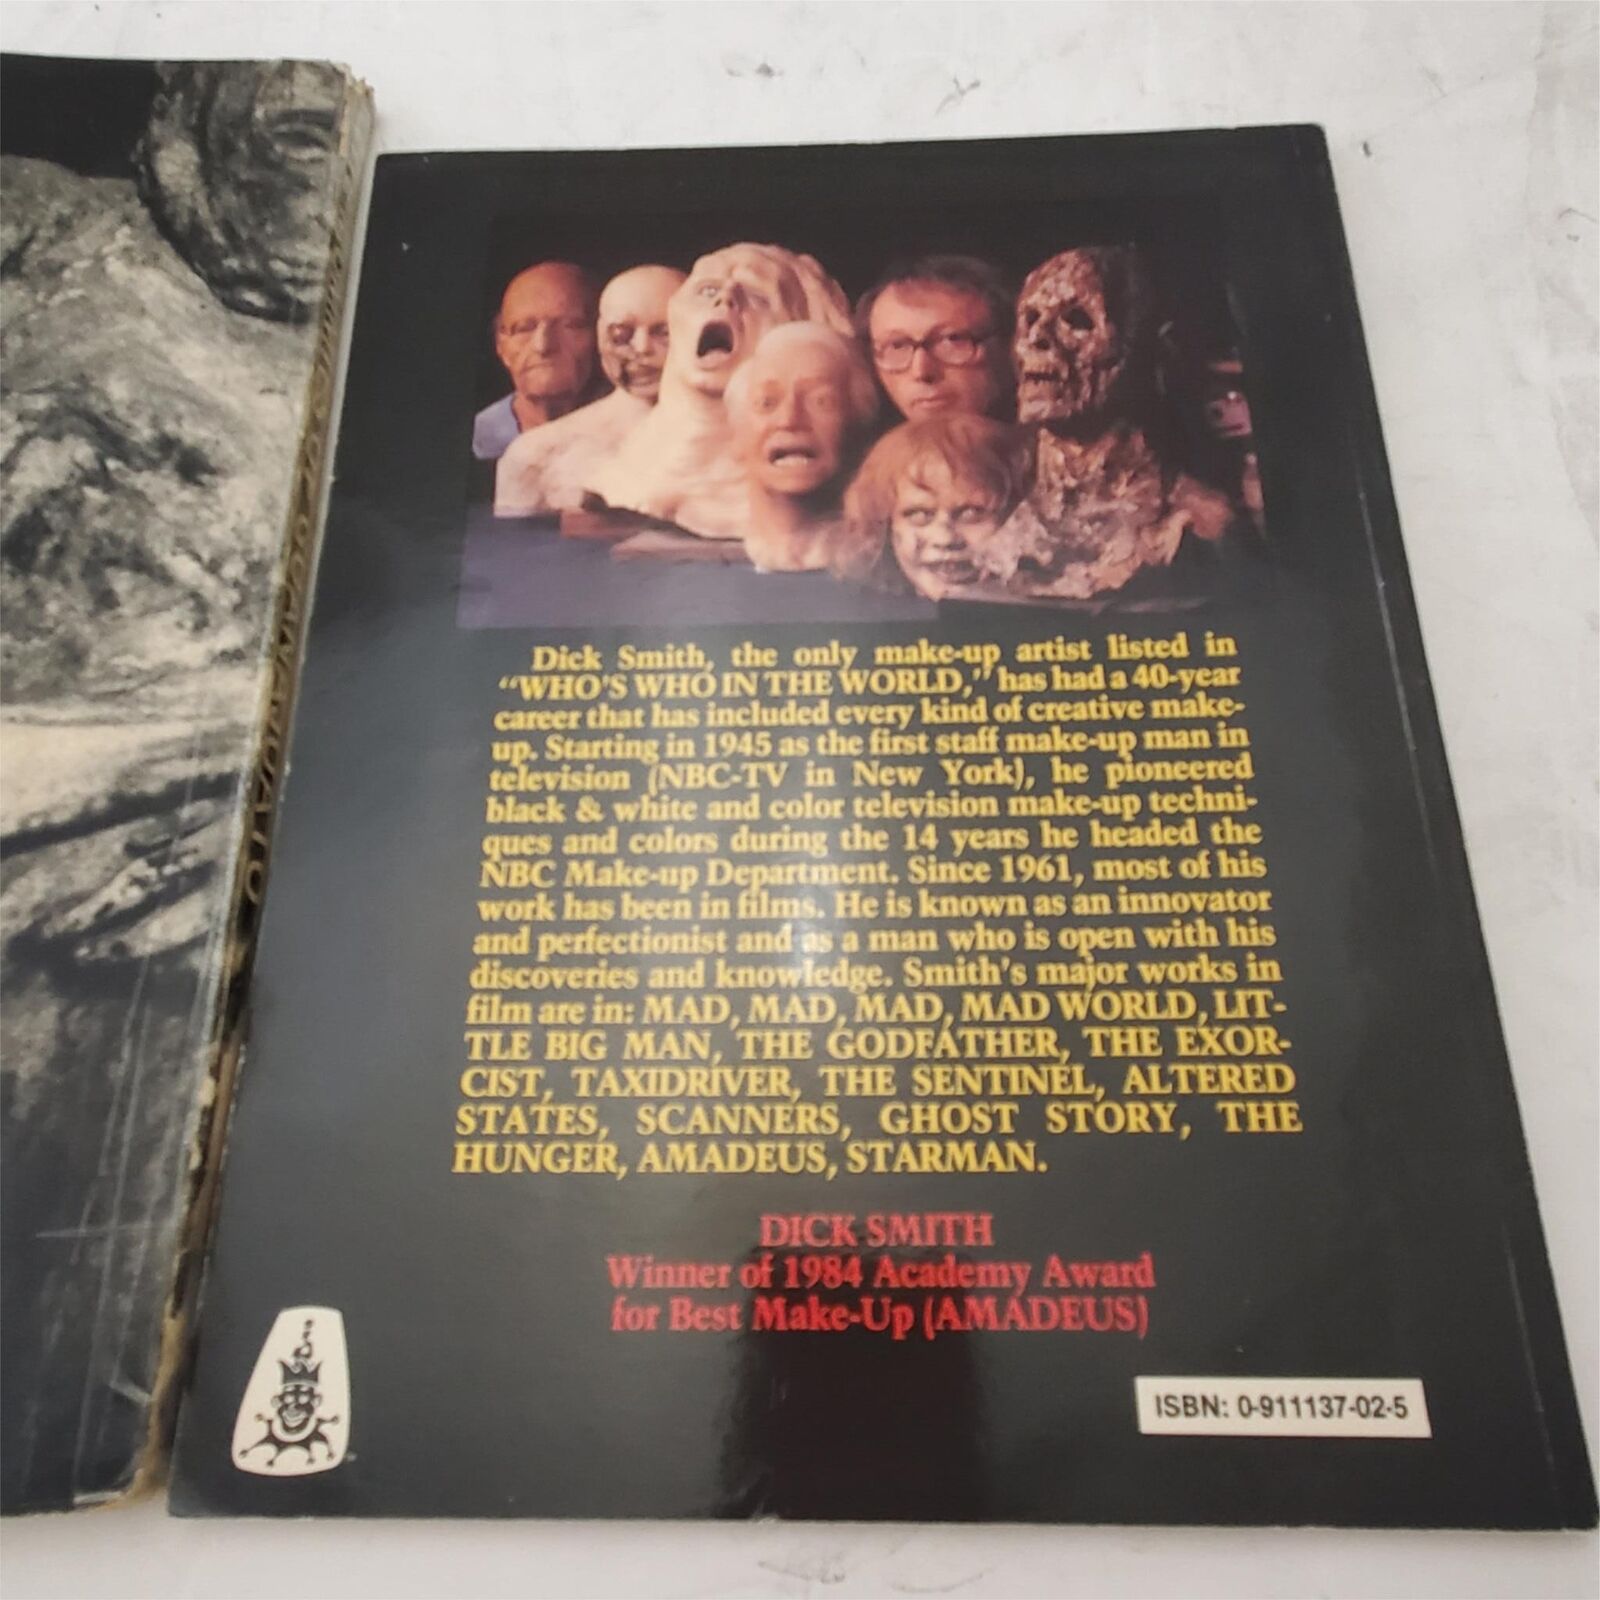 Dick Smith, the only make-up artist listed in
“WHO’S WHO IN THE WORLD,” has had a 40-year
career that has included every kind of creative make-
up. Starting in 1945 as the first staff make-up man in
television (NBC-TV in New York), he pioneered
black & white and color television make-up techni-
ques and colors during the 14 years he headed the
NBC Make-up Department. Since 1961, most of his
work has been in films. He is known as an innovator
and perfectionist and as a man who is open with his
discoveries and knowledge. Smith’s major works in
film are in: MAD, MAD, MAD, MAD WORLD, LIT-
TLE BIG MAN, THE GODFATHER, THE EXOR-
CIST, TAXIDRIVER, THE SENTINEL, ALTERED
STATES, SCANNERS, GHOST STORY, THE
HUNGER, AMADEUS, STARMAN.
DICK SMITH
Winner of 1984 Academy Award
for Best Make-Up (AMADEUS)
ISBN: 0-911137-02-5